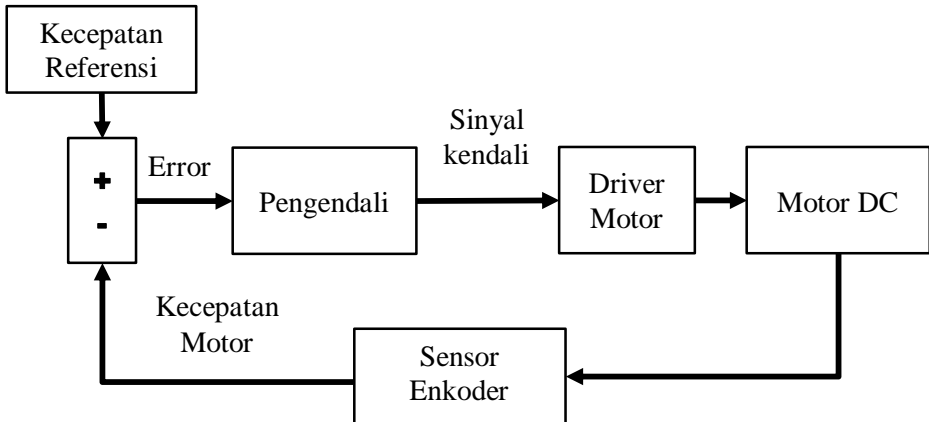 Kecepatan
Referensi
Sinyal
kendali
+
-
Error
Pengendali
Driver
Motor
Motor DC
Kecepatan
Motor
Sensor
Enkoder